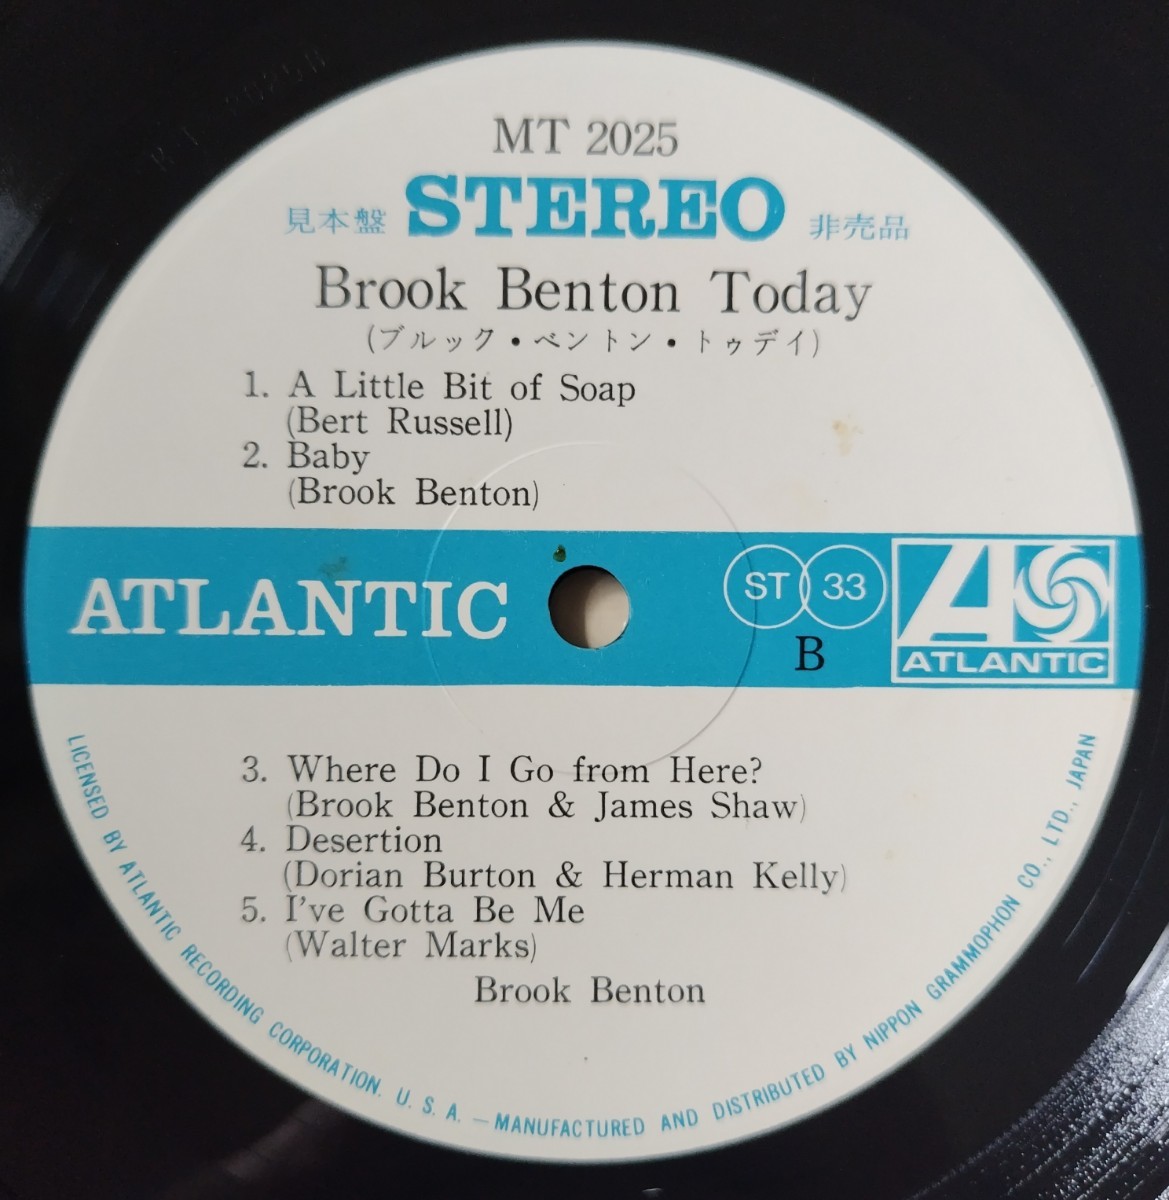 MT 2025
見本盤 STEREO 非売品
Brook Benton Today
(ブルック・ベントン・トゥデイ)
1. A Little Bit of Soap
(Bert Russell)
2. Baby
(Brook Benton)
ATLANTIC
ST 33
B
ATLANTIC
3. Where Do I Go from Here?
(Brook Benton & James Shaw)
4. Desertion
(Dorian Burton & Herman Kelly)
5. I've Gotta Be Me
(Walter Marks)
Brook Benton
LICENSED BY ATLANTIC RECORDING CORPORATION, U. S. A. — MANUFACTURED AND DISTRIBUTED BY NIPPON GRAMMOPHON CO., LTD., JAPAN